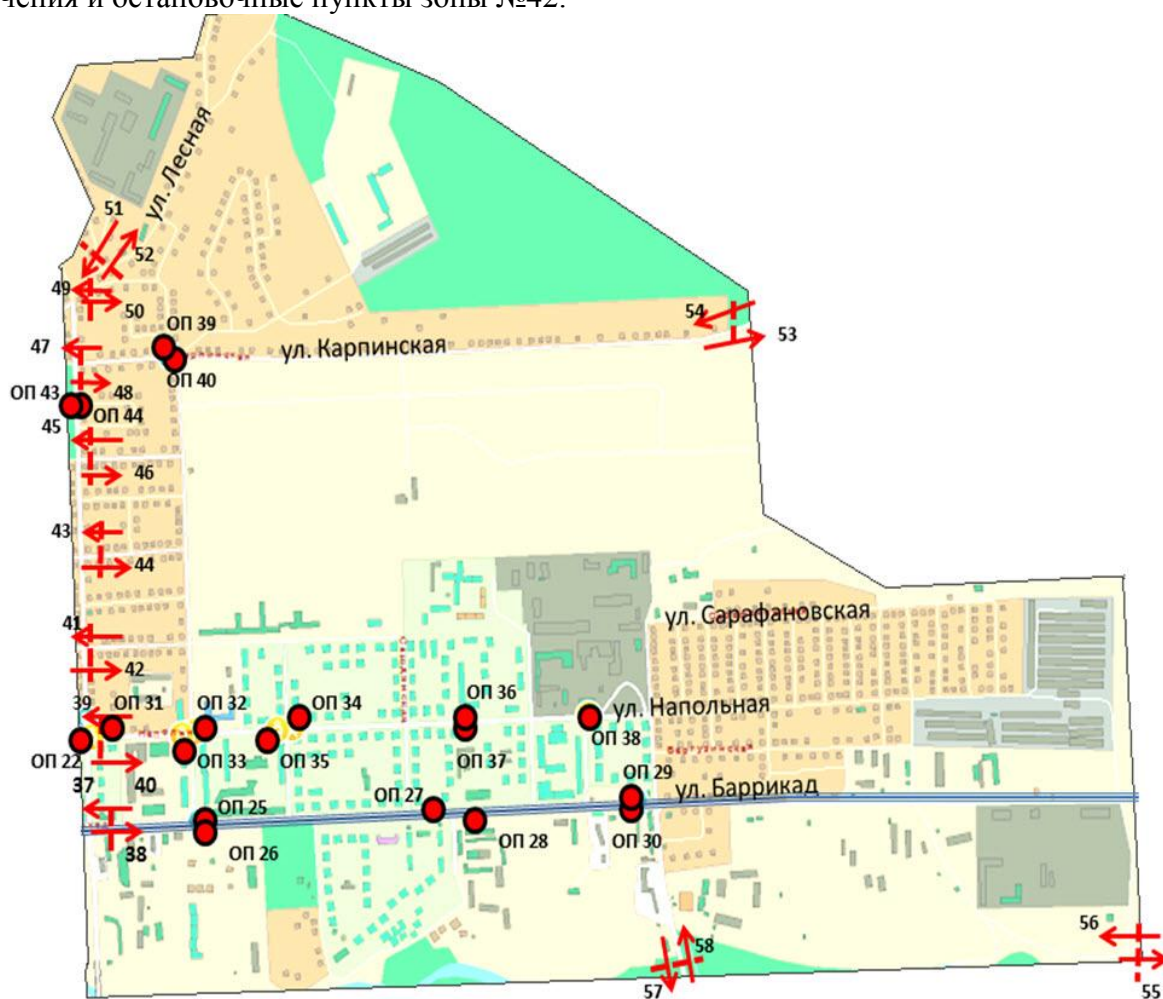 чения и остановочные пункты зоны №42.
ул. Лесная
51
52
49
50
54
53
ОП 39
47
ул. Карпинская
ОП 40
ОП 43
48
ОП 44
45
46
43
44
ул. Сарафановская
41
42
39
ОП 31
ОП 32
ОП 34
ОП 36
ул. Напольная
ОП 38
ОП 22
ОП 33
ОП 35
ОП 37
37
40
ОП 29
ул. Баррикад
ОП 27
ОП 25
38
ОП 26
ОП 28
ОП 30
56
58
57
55